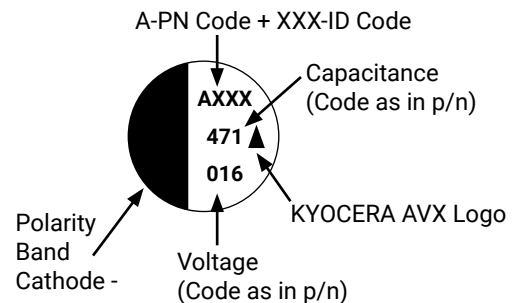 A-PN Code + XXX-ID Code
Capacitance
(Code as in p/n)
AXXX
471
016
KYOCERA AVX Logo
Polarity
Band
Cathode -
Voltage
(Code as in p/n)